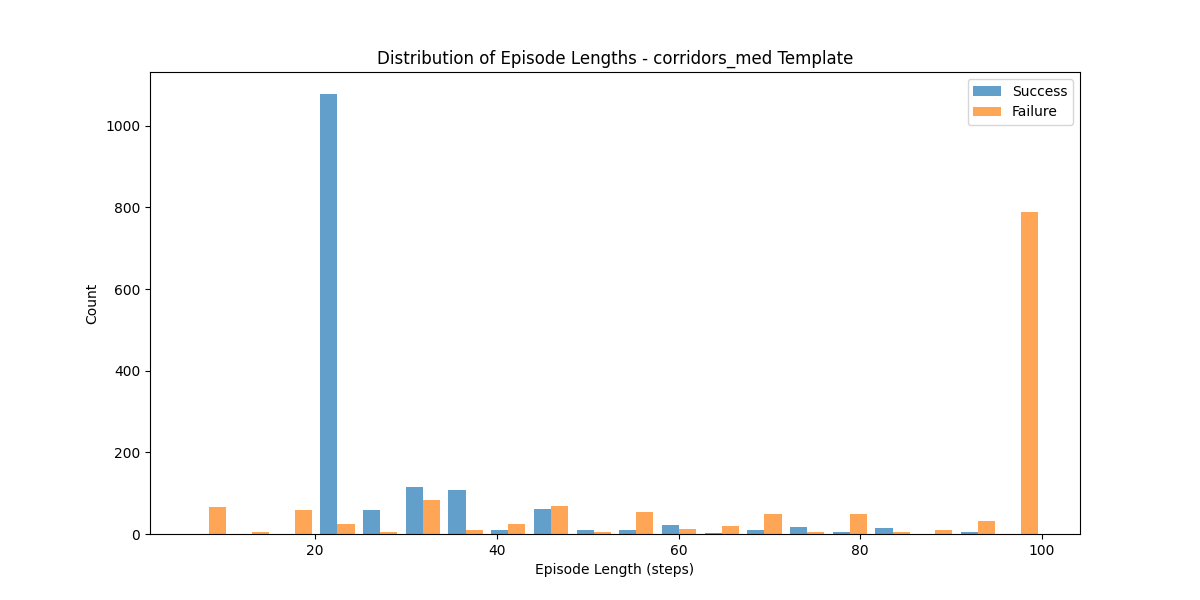 Distribution of Episode Lengths - corridors_med Template
Success
Failure
1000
800
600
400
200
0
Count
20
40
60
80
100
Episode Length (steps)